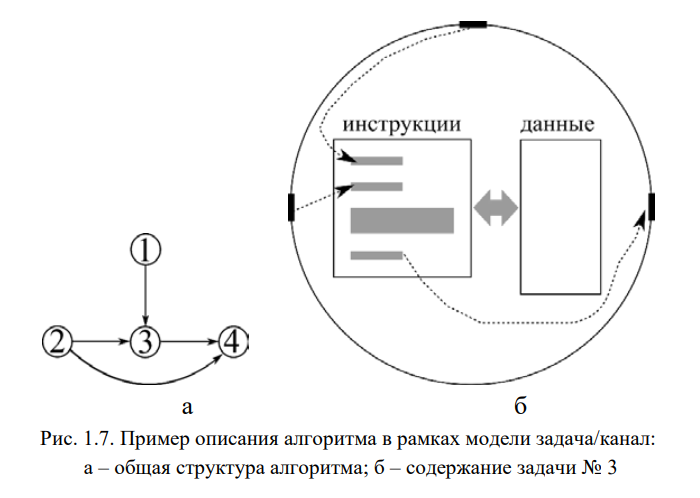 инструкции данные
1
2 3 4
а б
Рис. 1.7. Пример описания алгоритма в рамках модели задача/канал:
а – общая структура алгоритма; б – содержание задачи № 3